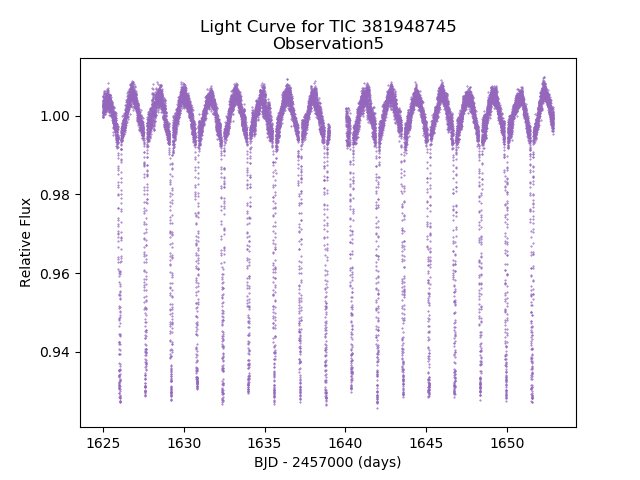 Light Curve for TIC 381948745
Observation5
Relative Flux
1.00
0.98
0.96
0.94
1625
1630
1635
1640
1645
1650
BJD - 2457000 (days)